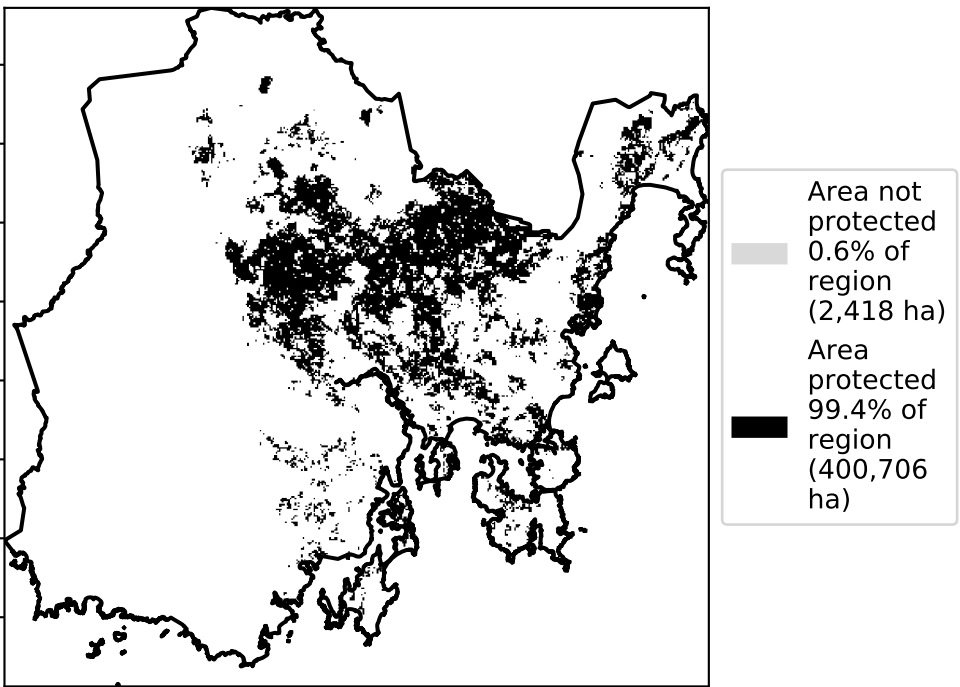 Area not
protected
0.6% of
region
(2,418 ha)
Area
protected
99.4% of
region
(400,706
ha)